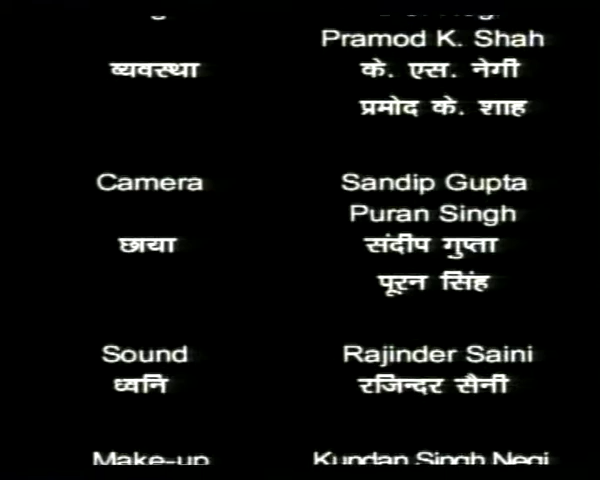 Pramod K. Shah
व्यवस्था के. एस. नेगी
प्रमोद के. शाह
Camera Sandip Gupta
Puran Singh
छाया संदीप गुप्ता
पूरन सिंह
Sound Rajinder Saini
ध्वनि रजिन्दर सैनी
Make-up Kundan Singh Negi